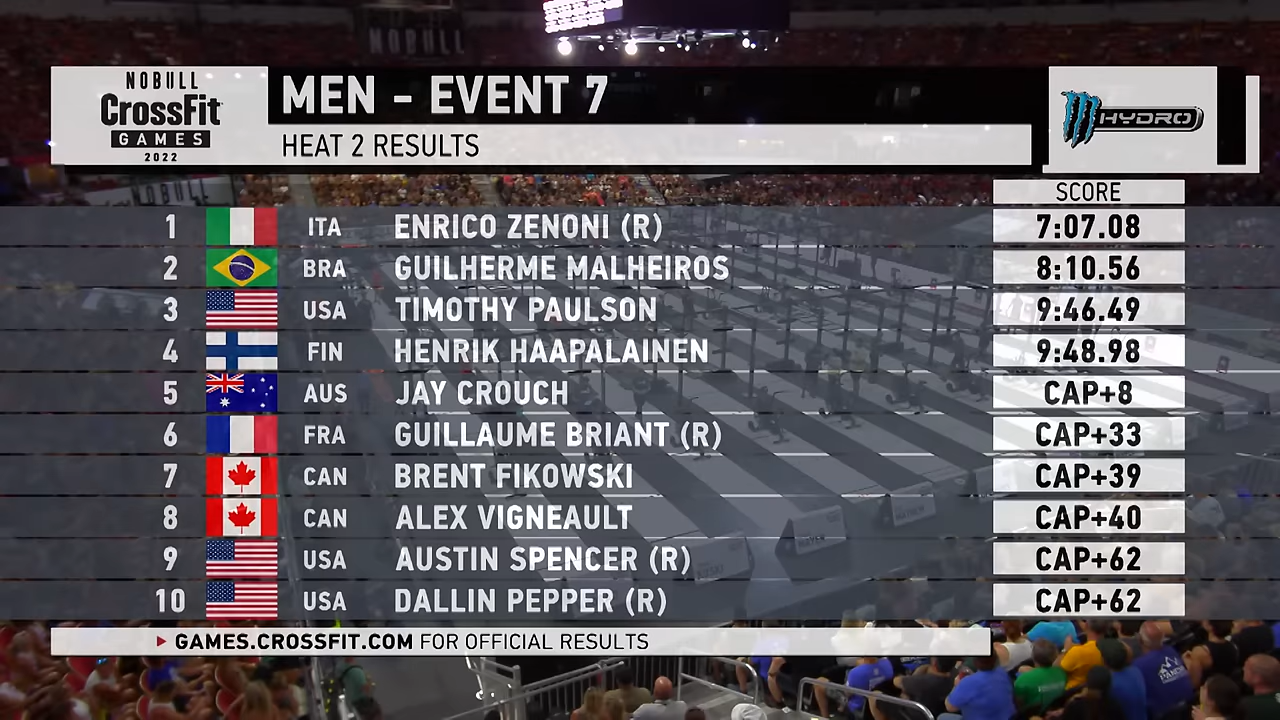 NOBULL
NOBULL
CrossFit
GAMES
2022
MEN - EVENT 7
HEAT 2 RESULTS
HYDRO
NOBULL
SCORE
1 ITA ENRICO ZENONI (R) 7:07.08
2 BRA GUILHERME MALHEIROS 8:10.56
3 USA TIMOTHY PAULSON 9:46.49
4 FIN HENRIK HAAPALAINEN 9:48.98
5 AUS JAY CROUCH CAP+8
6 FRA GUILLAUME BRIANT (R) CAP+33
7 CAN BRENT FIKOWSKI CAP+39
8 CAN ALEX VIGNEAULT CAP+40
9 USA AUSTIN SPENCER (R) CAP+62
10 USA DALLIN PEPPER (R) CAP+62
GAMES.CROSSFIT.COM FOR OFFICIAL RESULTS